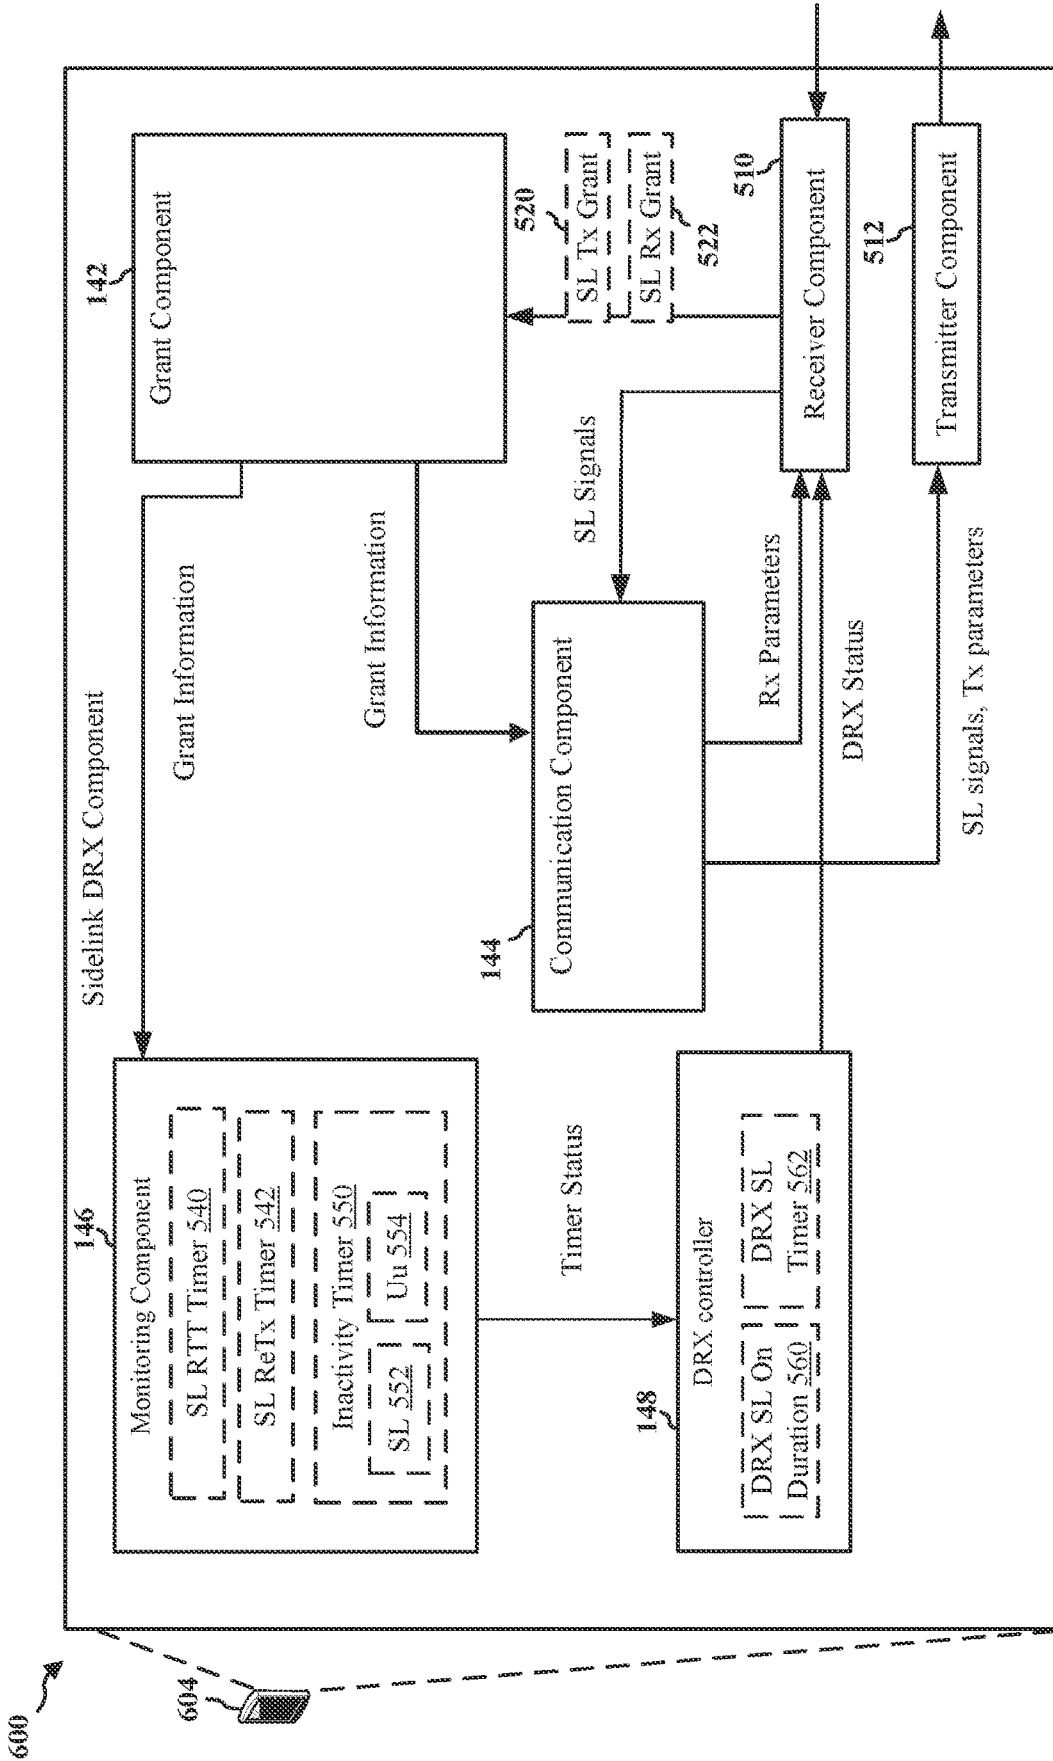 600
604
Sidelink DRX Component
146
Monitoring Component
SL RTT Timer 540
SL ReTx Timer 542
Inactivity Timer 550
SL 552
Uu 554
Grant Information
Grant Information
142
Grant Component
520
SL Tx Grant
SL Rx Grant
522
Timer Status
144
Communication Component
SL Signals
148
DRX controller
DRX SL On
Duration 560
DRX SL
Timer 562
Rx Parameters
DRX Status
SL signals, Tx parameters
510
Receiver Component
512
Transmitter Component